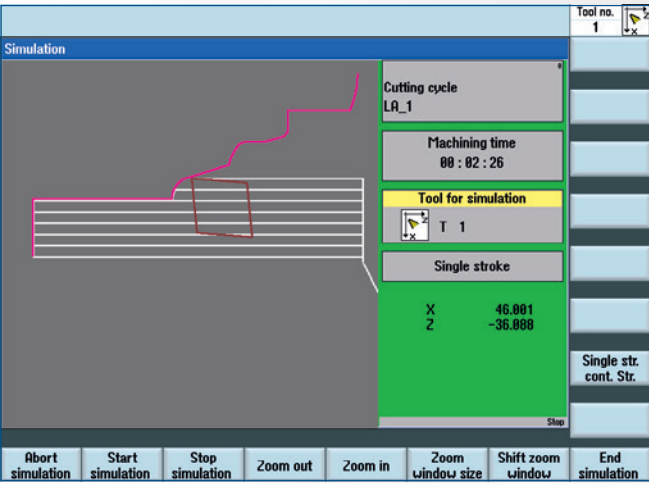 Tool no.
1
Z
X
Simulation
Cutting cycle
LA_1
Machining time
00 : 02 : 26
Tool for simulation
Z
X
T 1
Single stroke
X 46.001
Z -36.088
Single str.
cont. Str.
Stop
Abort
simulation
Start
simulation
Stop
simulation
Zoom out
Zoom in
Zoom
window size
Shift zoom
window
End
simulation